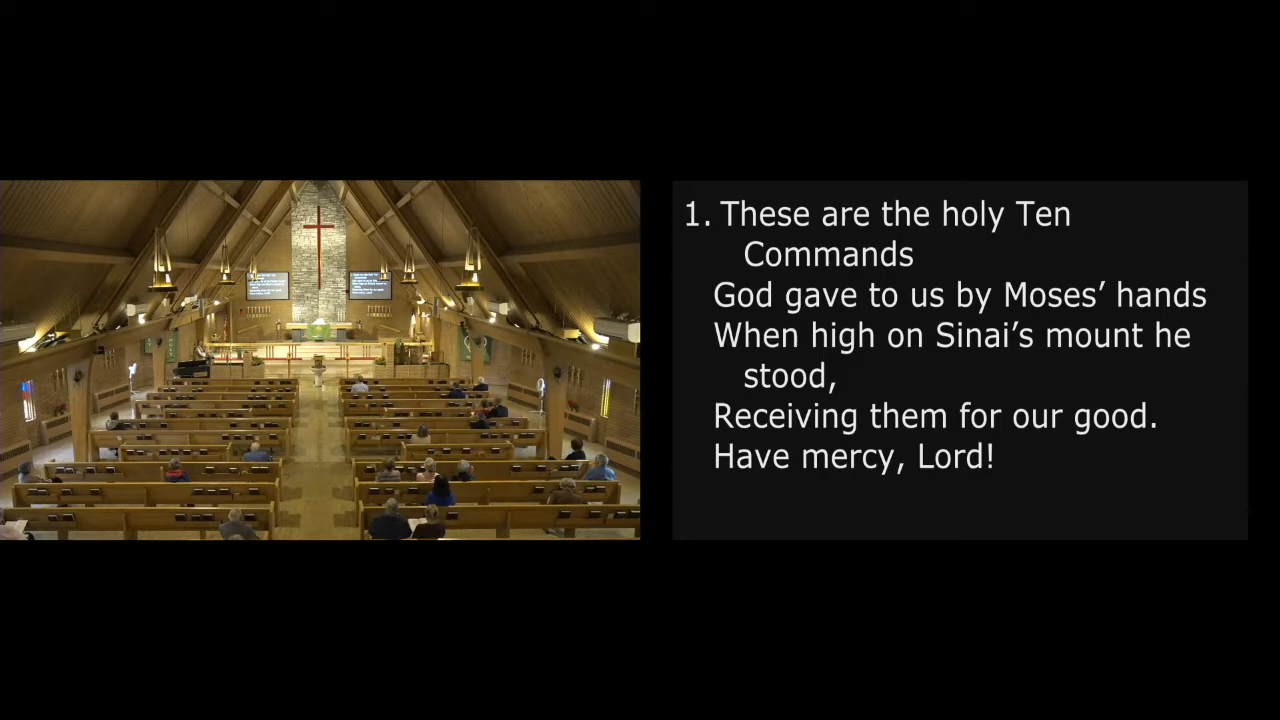 1. These are the holy Ten
Commands
God gave to us by Moses’ hands
When high on Sinai’s mount he
stood,
Receiving them for our good.
Have mercy, Lord!